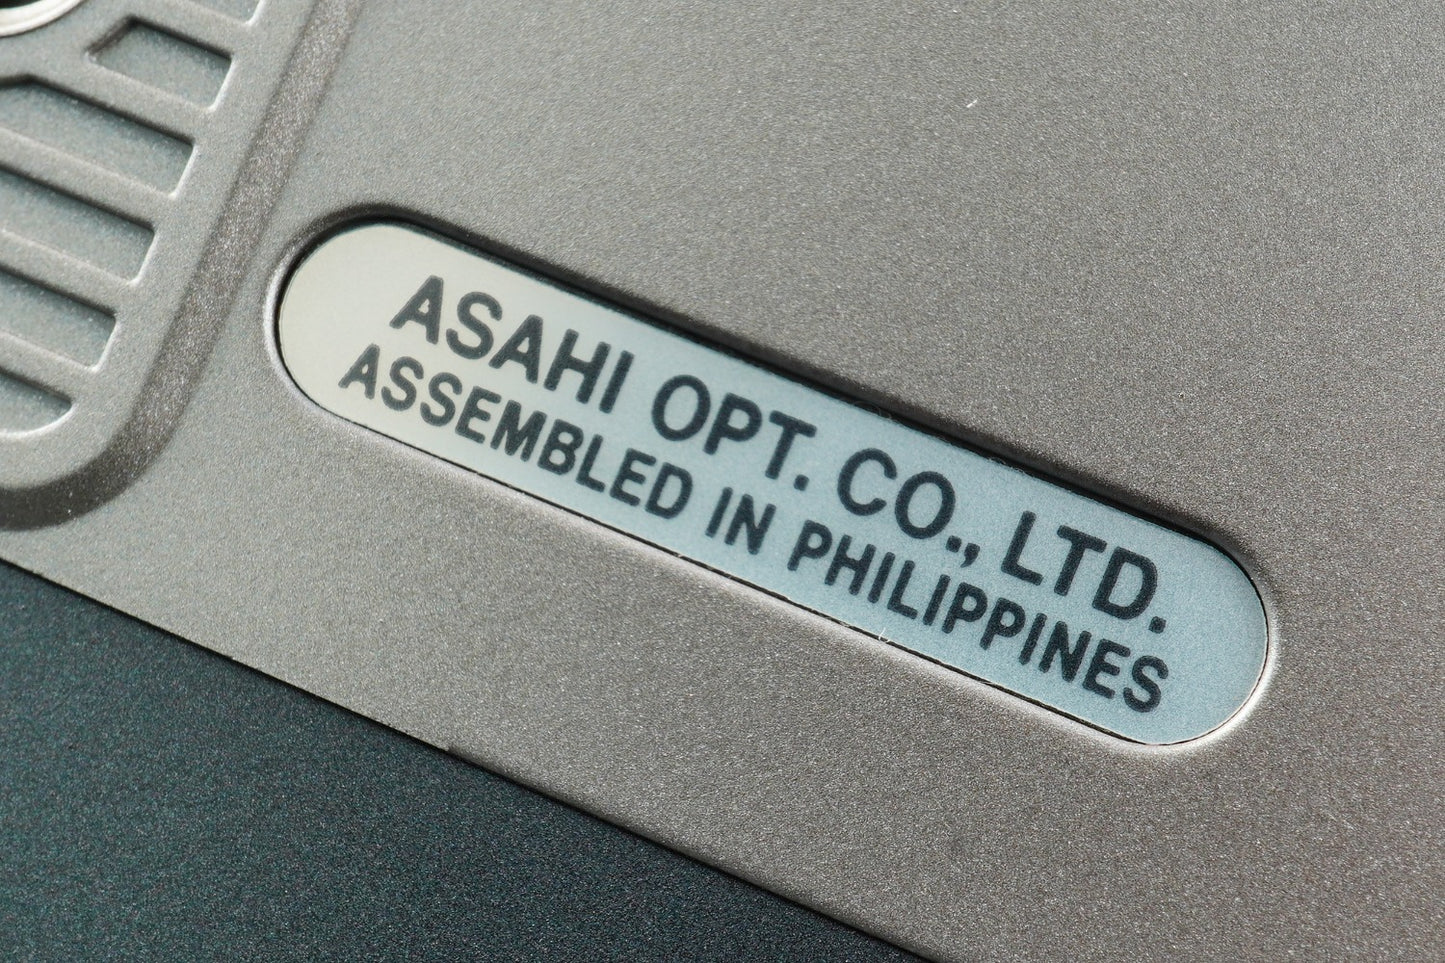 ASAHI OPT. CO., LTD.
ASSEMBLED IN PHILIPPINES